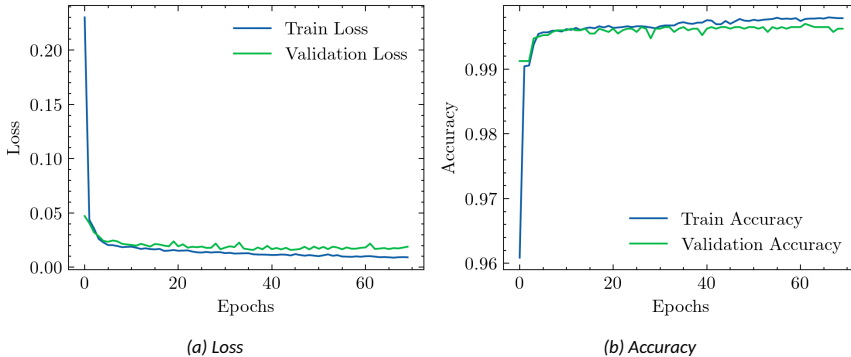 Train Loss
Validation Loss
0.20
0.15
0.10
0.05
0.00
Loss
0
20
40
60
Epochs
(a) Loss
0.99
0.98
0.97
0.96
Accuracy
Train Accuracy
Validation Accuracy
0
20
40
60
Epochs
(b) Accuracy